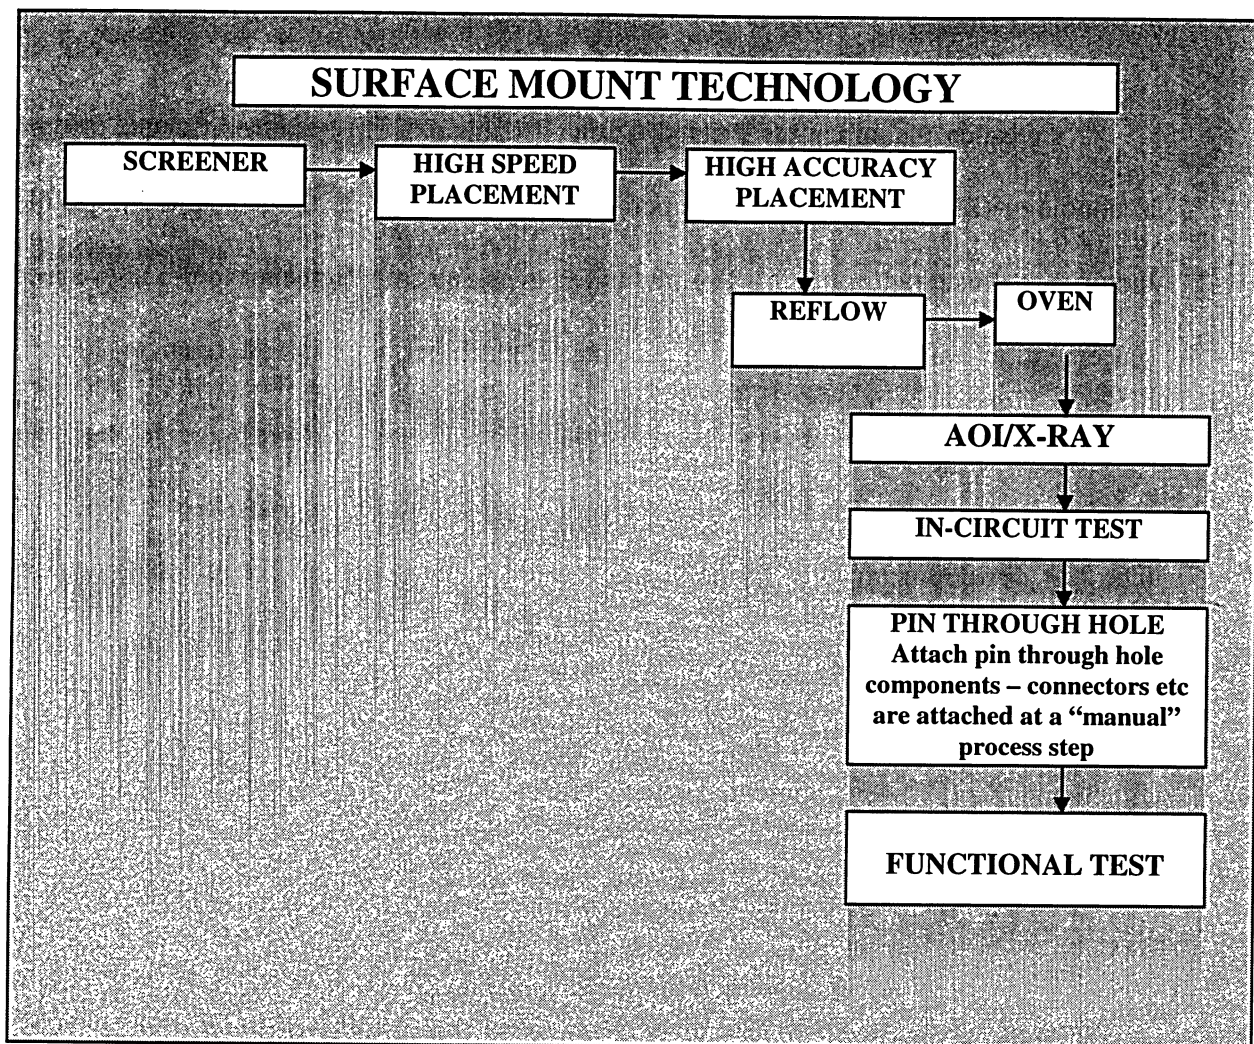 SURFACE MOUNT TECHNOLOGY
SCREENER
HIGH SPEED
PLACEMENT
HIGH ACCURACY
PLACEMENT
REFLOW
OVEN
AOI/X-RAY
IN-CIRCUIT TEST
PIN THROUGH HOLE
Attach pin through hole
components – connectors etc
are attached at a “manual”
process step
FUNCTIONAL TEST